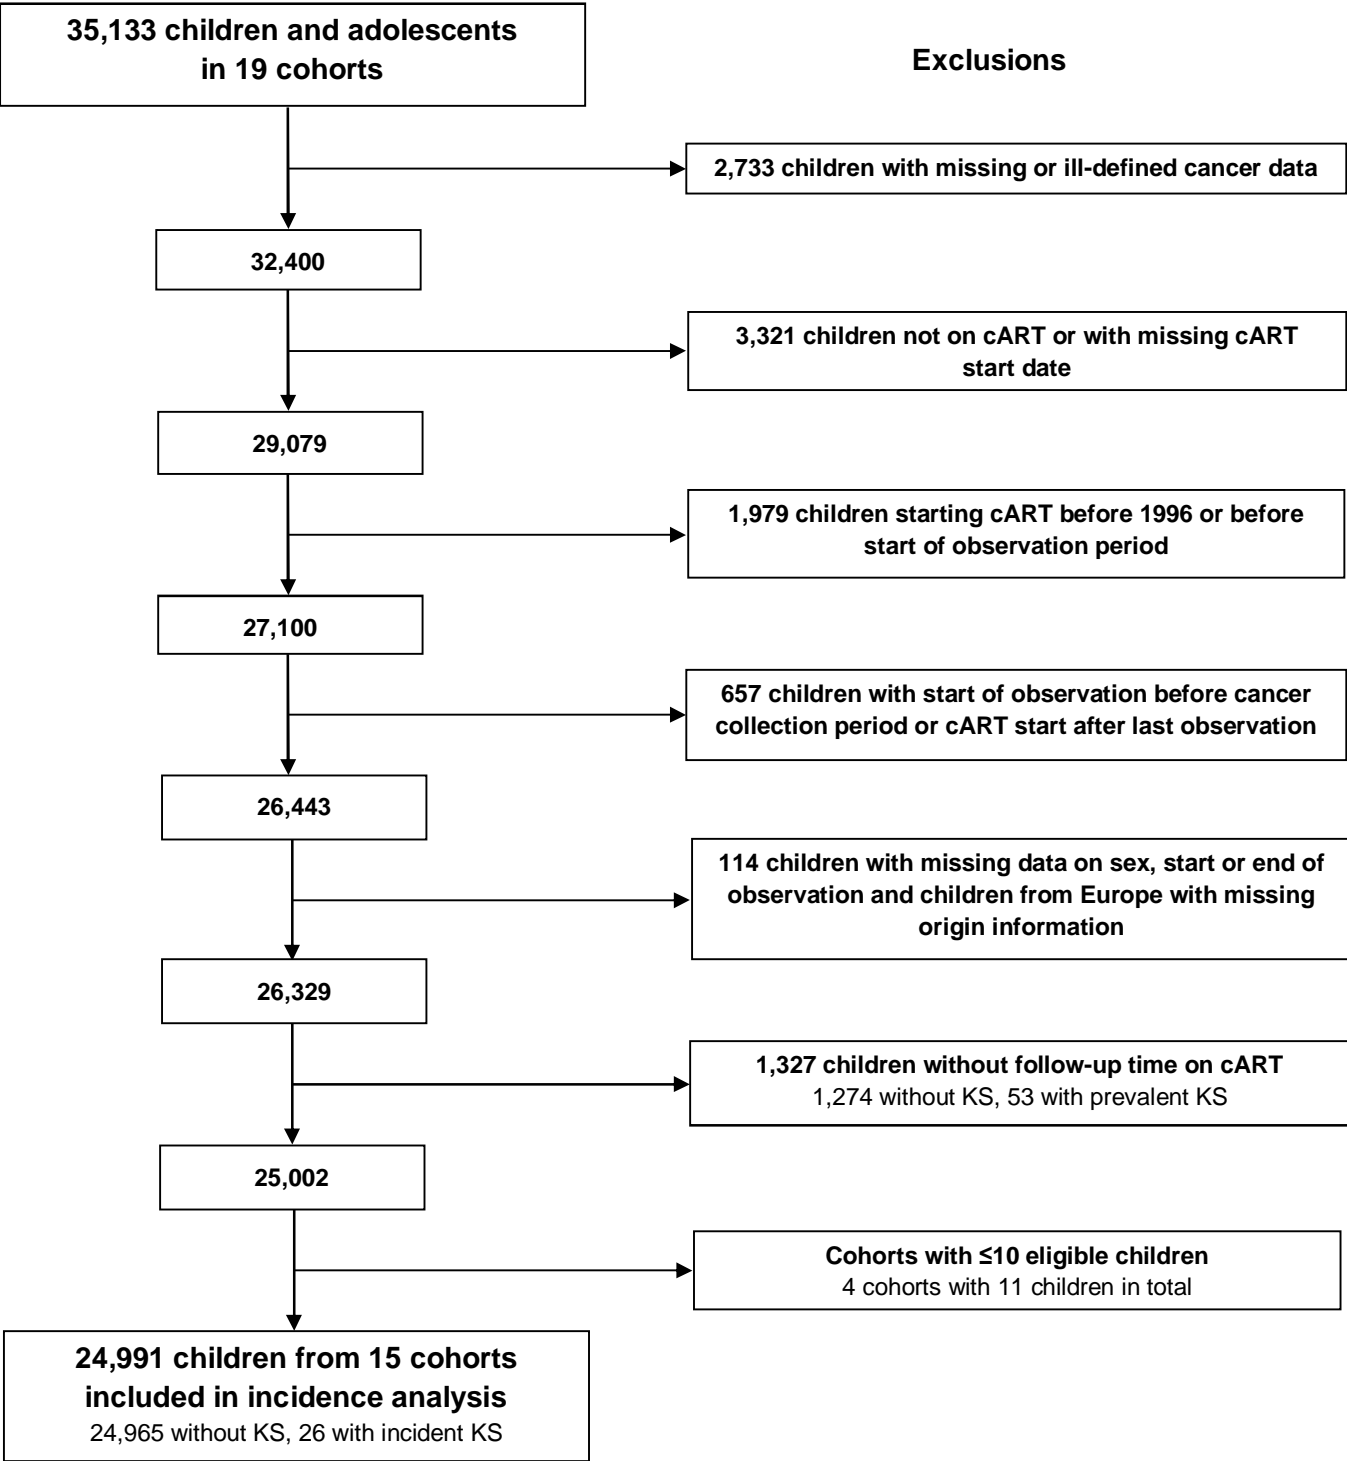 35,133 children and adolescents
in 19 cohorts
Exclusions
2,733 children with missing or ill-defined cancer data
32,400
3,321 children not on cART or with missing cART
start date
29,079
1,979 children starting cART before 1996 or before
start of observation period
27,100
657 children with start of observation before cancer
collection period or cART start after last observation
26,443
114 children with missing data on sex, start or end of
observation and children from Europe with missing
origin information
26,329
1,327 children without follow-up time on cART
1,274 without KS, 53 with prevalent KS
25,002
Cohorts with ≤10 eligible children
4 cohorts with 11 children in total
24,991 children from 15 cohorts
included in incidence analysis
24,965 without KS, 26 with incident KS